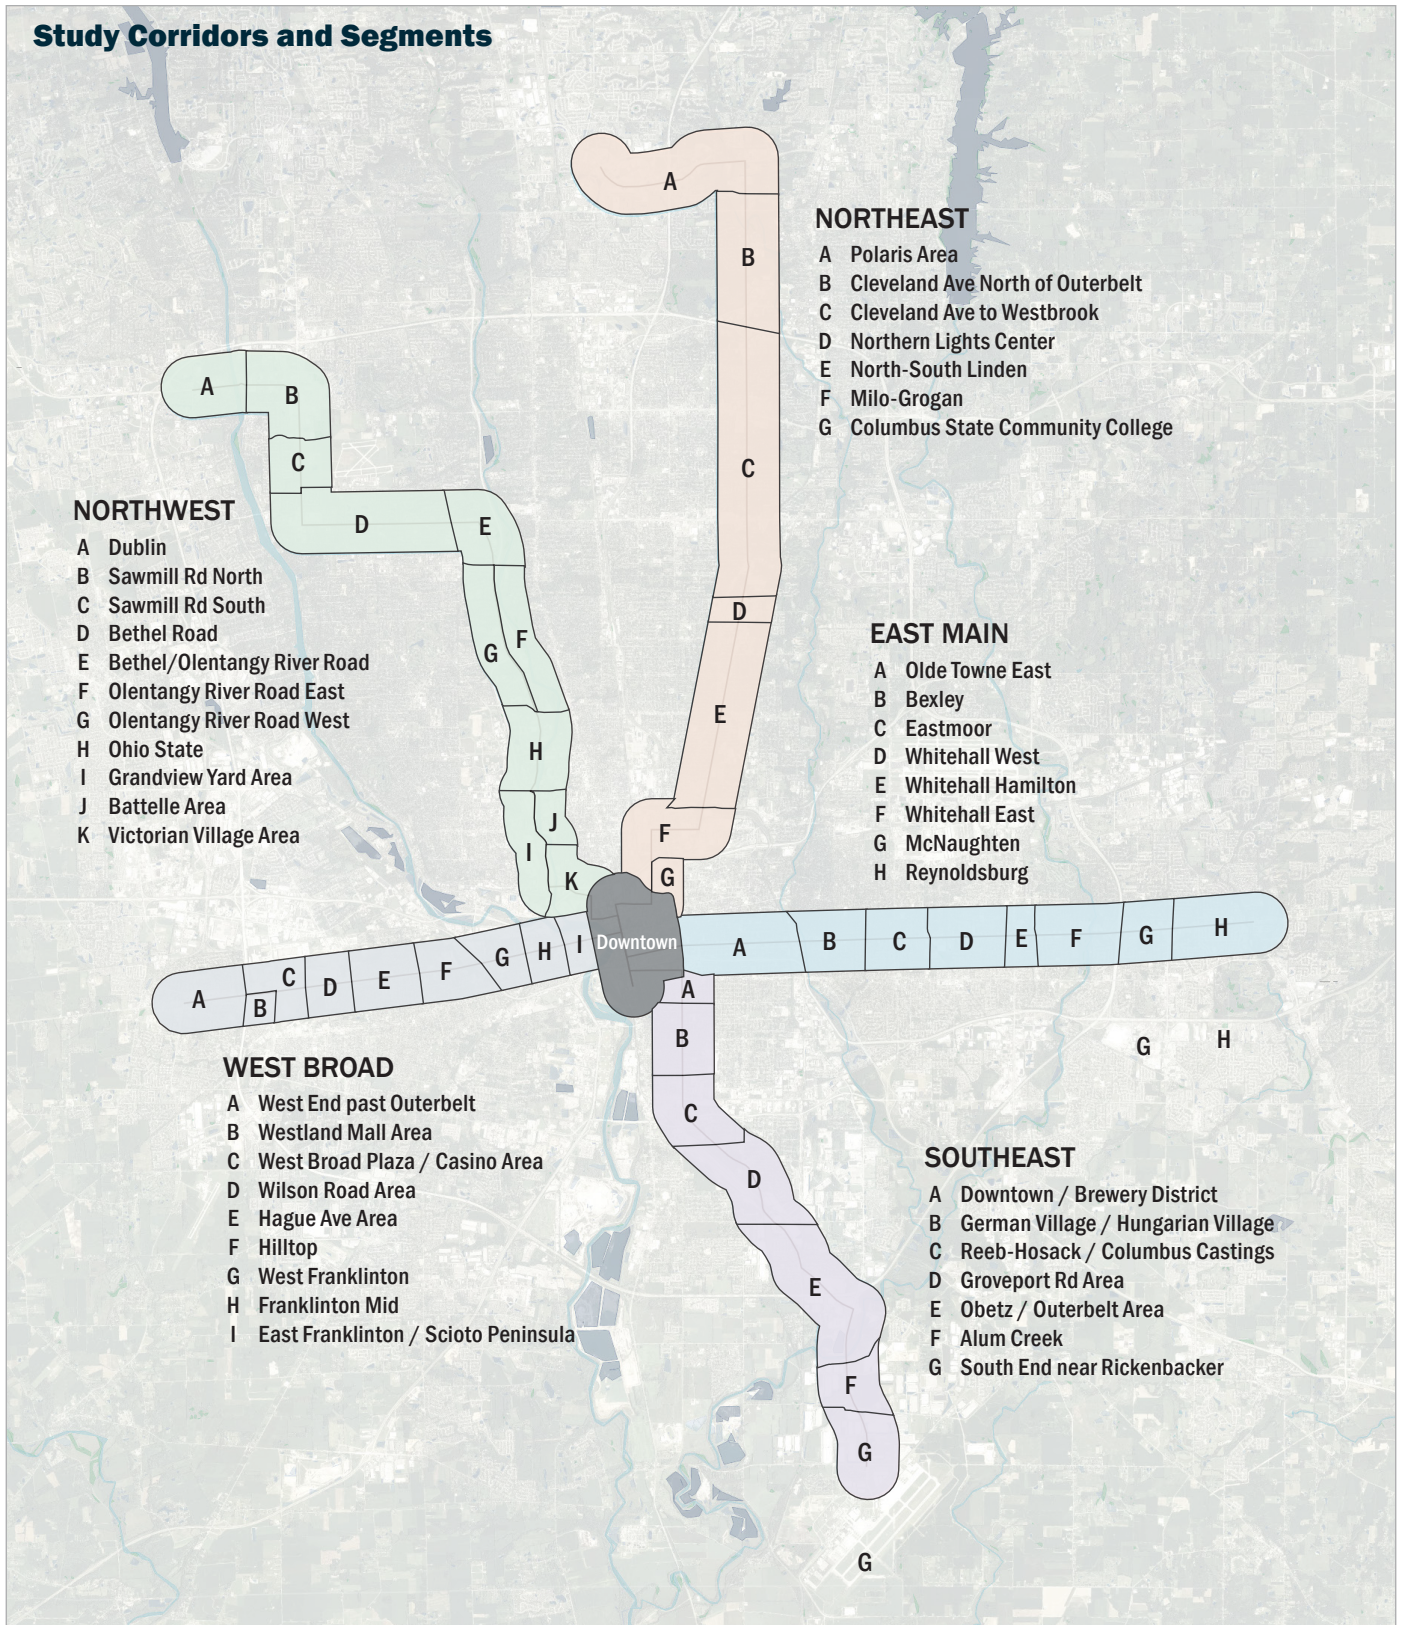 Study Corridors and Segments
A
B
C
D
E
F
G
NORTHEAST
A Polaris Area
B Cleveland Ave North of Outerbelt
C Cleveland Ave to Westbrook
D Northern Lights Center
E North-South Linden
F Milo-Grogan
G Columbus State Community College
A
B
C
D
E
F
G
H
I
J
K
NORTHWEST
A Dublin
B Sawmill Rd North
C Sawmill Rd South
D Bethel Road
E Bethel/Olentangy River Road
F Olentangy River Road East
G Olentangy River Road West
H Ohio State
I Grandview Yard Area
J Battelle Area
K Victorian Village Area
EAST MAIN
A Olde Towne East
B Bexley
C Eastmoor
D Whitehall West
E Whitehall Hamilton
F Whitehall East
G McNaughten
H Reynoldsburg
Downtown
A B C D E F G H
A B C D E F G H I
G H
WEST BROAD
A West End past Outerbelt
B Westland Mall Area
C West Broad Plaza / Casino Area
D Wilson Road Area
E Hague Ave Area
F Hilltop
G West Franklinton
H Franklinton Mid
I East Franklinton / Scioto Peninsula
A
B
C
D
E
F
G
SOUTHEAST
A Downtown / Brewery District
B German Village / Hungarian Village
C Reeb-Hosack / Columbus Castings
D Groveport Rd Area
E Obetz / Outerbelt Area
F Alum Creek
G South End near Rickenbacker
G